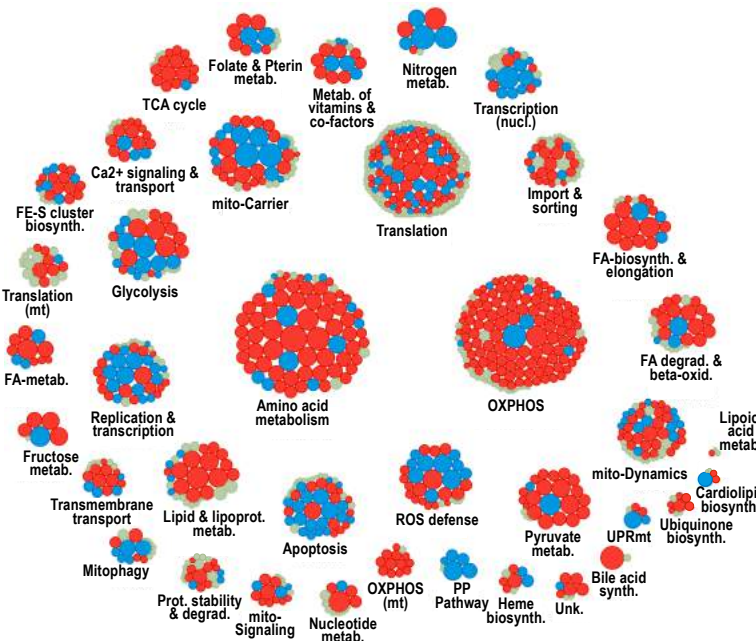 Folate & Pterin
metab.
Nitrogen
metab.
TCA cycle
Metab. of
vitamins &
co-factors
Transcription
(nucl.)
Ca2+ signaling &
transport
mito-Carrier
Import &
sorting
FE-S cluster
biosynth.
Translation
FA-biosynth. &
elongation
Translation
(mt)
Glycolysis
FA degrad. &
beta-oxid.
FA-metab.
Replication &
transcription
Amino acid
metabolism
OXPHOS
Fructose
metab.
mito-Dynamics
Lipoic
acid
metab
Transmembrane
transport
Lipid & lipoprot.
metab.
Apoptosis
ROS defense
Pyruvate
metab.
UPRmt
Cardiolipi
biosynth
Ubiquinone
biosynth.
Mitophagy
Prot. stability
& degrad.
mito-
Signaling
Nucleotide
metab.
OXPHOS
(mt)
PP
Pathway
Heme
biosynth.
Unk.
Bile acid
synth.